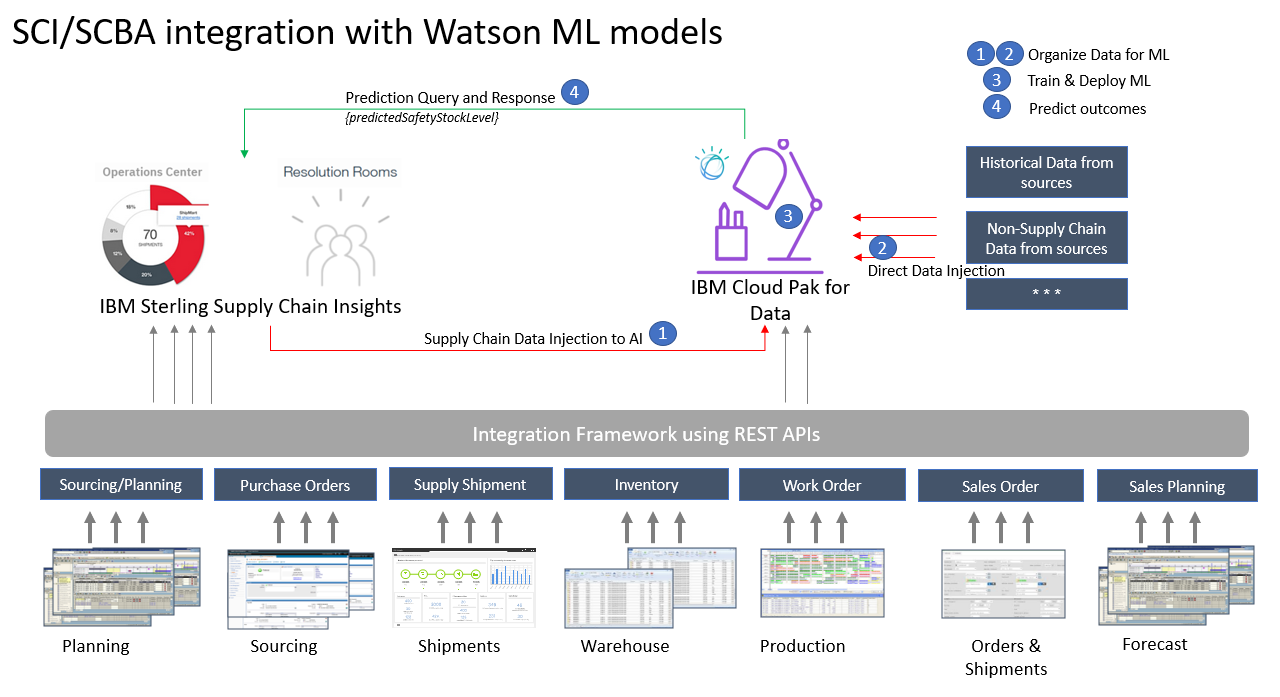 SCI/SCBA integration with Watson ML models
1 2 Organize Data for ML
3 Train & Deploy ML
4 Predict outcomes
Prediction Query and Response 4
{predictedSafetyStockLevel}
Operations Center
Resolution Rooms
18%
ShipMart
8%
70
SHIPMENTS
42%
12%
20%
IBM Sterling Supply Chain Insights
3
IBM Cloud Pak for
Data
Historical Data from
sources
Non-Supply Chain
Data from sources
* * *
2
Direct Data Injection
Supply Chain Data Injection to AI 1
Integration Framework using REST APIs
Sourcing/Planning
Purchase Orders
Supply Shipment
Inventory
Work Order
Sales Order
Sales Planning
Planning
Sourcing
Shipments
Warehouse
Production
Orders &
Shipments
Forecast